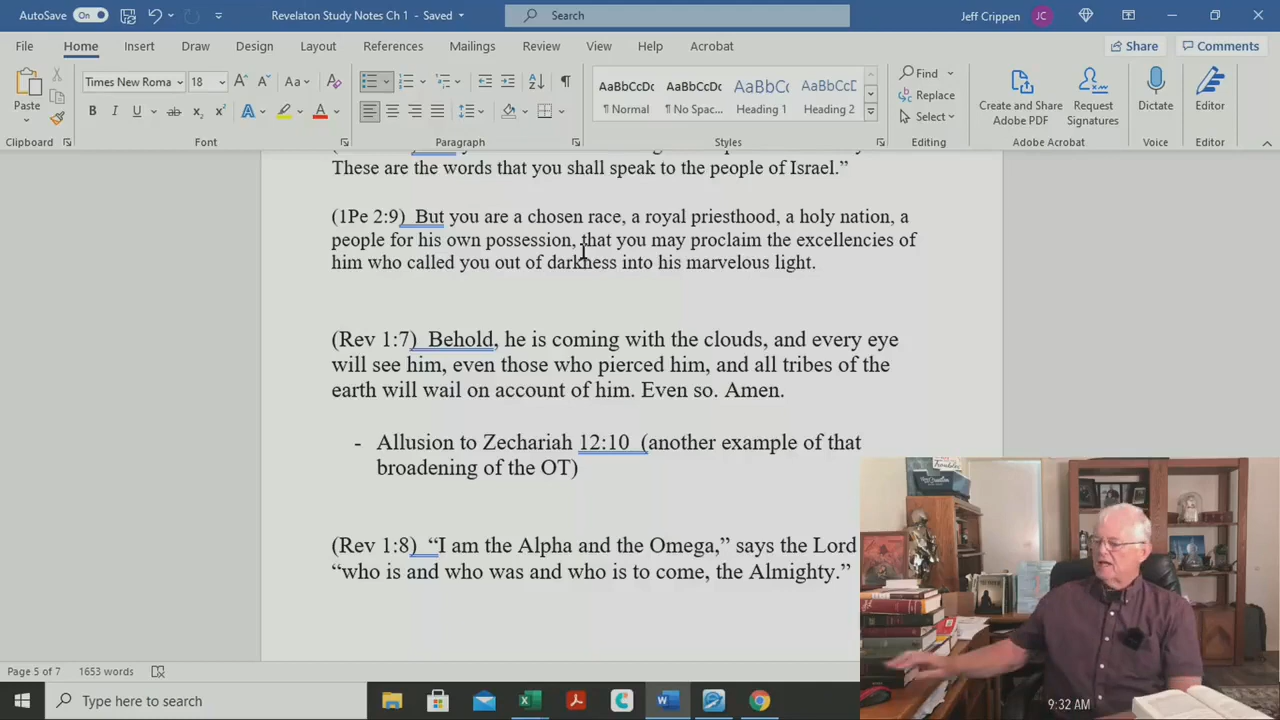 AutoSave On Revelaton Study Notes Ch 1 - Saved Search Jeff Crippen JC
File Home Insert Draw Design Layout References Mailings Review View Help Acrobat Share Comments
Times New Roma 18 Aa AaBbCcDc AaBbCcDc AaBbCc AaBbCcD Find
Paste B I U ab x2 x2 A A ¶ Normal ¶ No Spac... Heading 1 Heading 2 Replace Select Create and Share Adobe PDF Request Signatures Dictate Editor
Clipboard Font Paragraph Styles Editing Adobe Acrobat Voice Editor
These are the words that you shall speak to the people of Israel.”
(1Pe 2:9) But you are a chosen race, a royal priesthood, a holy nation, a
people for his own possession, that you may proclaim the excellencies of
him who called you out of darkness into his marvelous light.
(Rev 1:7) Behold, he is coming with the clouds, and every eye
will see him, even those who pierced him, and all tribes of the
earth will wail on account of him. Even so. Amen.
- Allusion to Zechariah 12:10 (another example of that
broadening of the OT)
(Rev 1:8) “I am the Alpha and the Omega,” says the Lord
“who is and who was and who is to come, the Almighty.”
Page 5 of 7 1653 words
Type here to search
9:32 AM